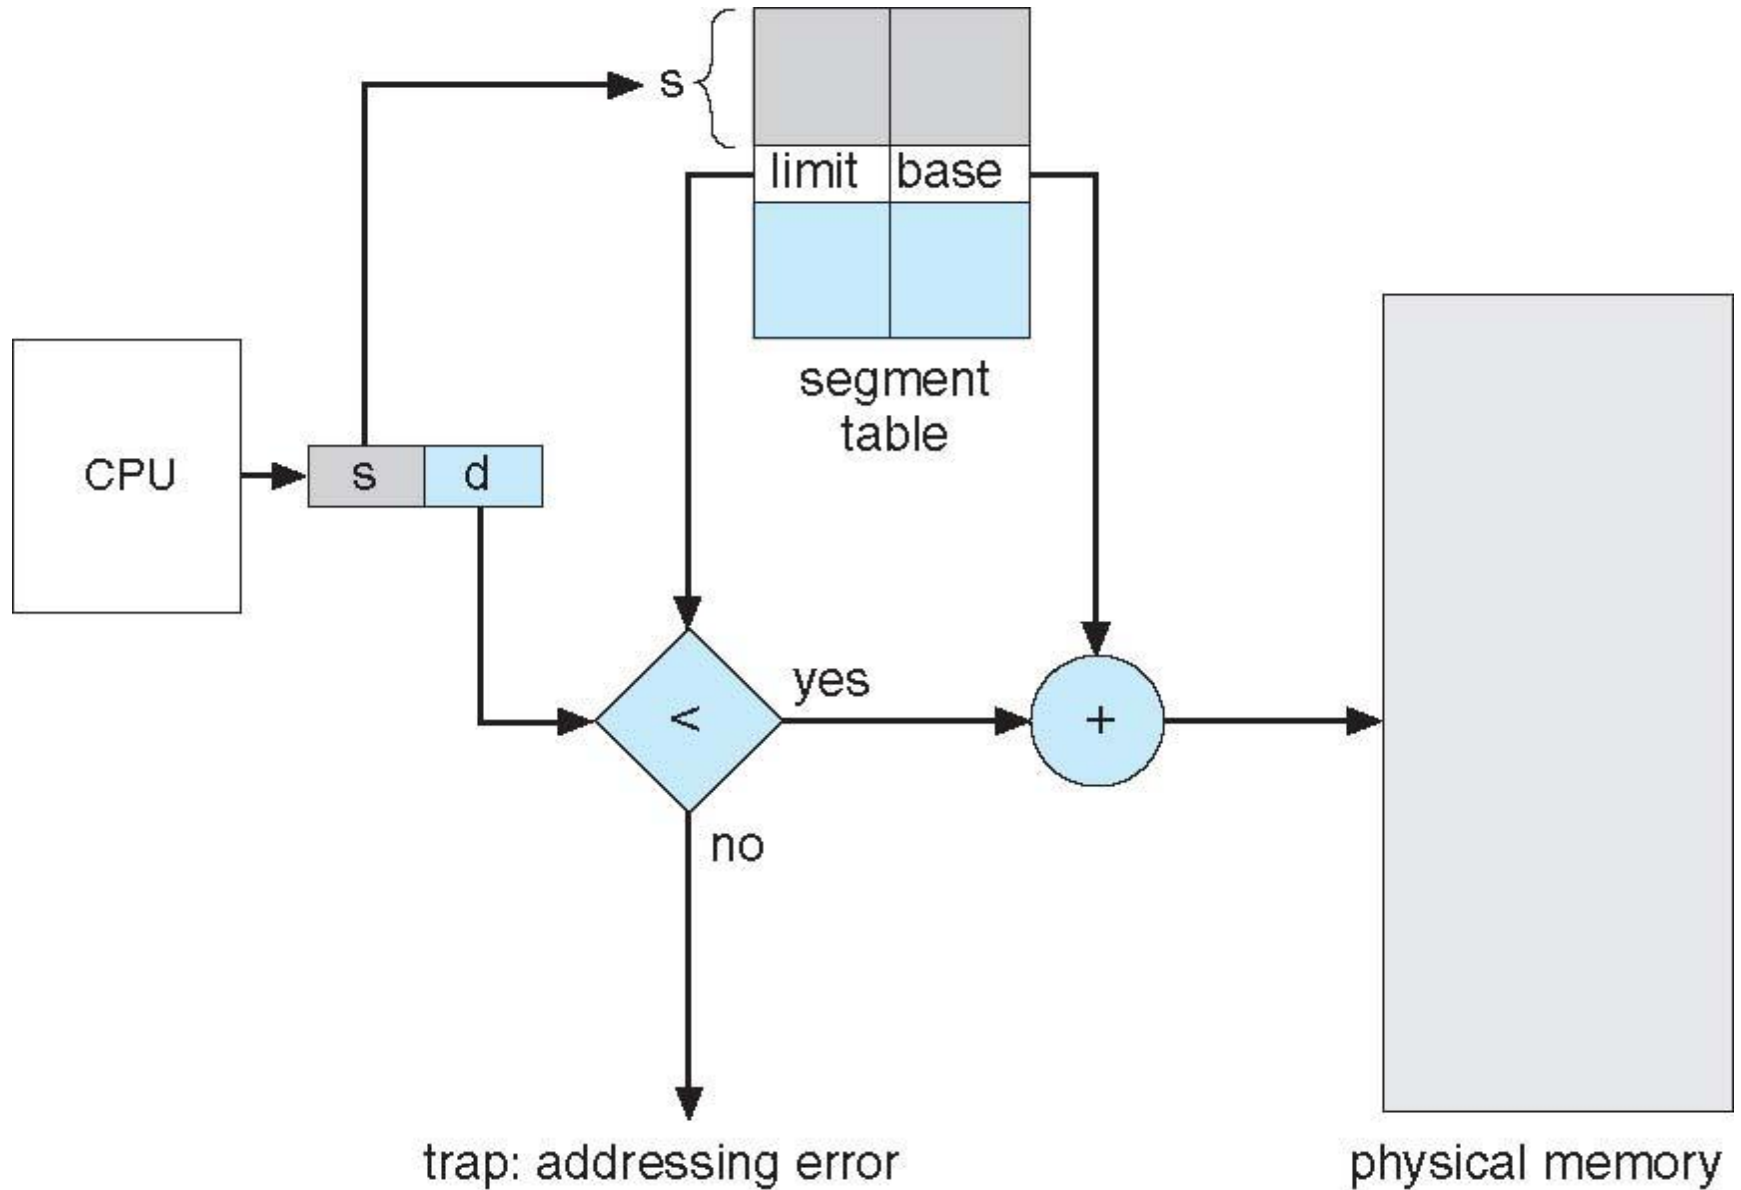 s
limit base
segment
table
CPU
s d
yes
<
+
no
trap: addressing error
physical memory